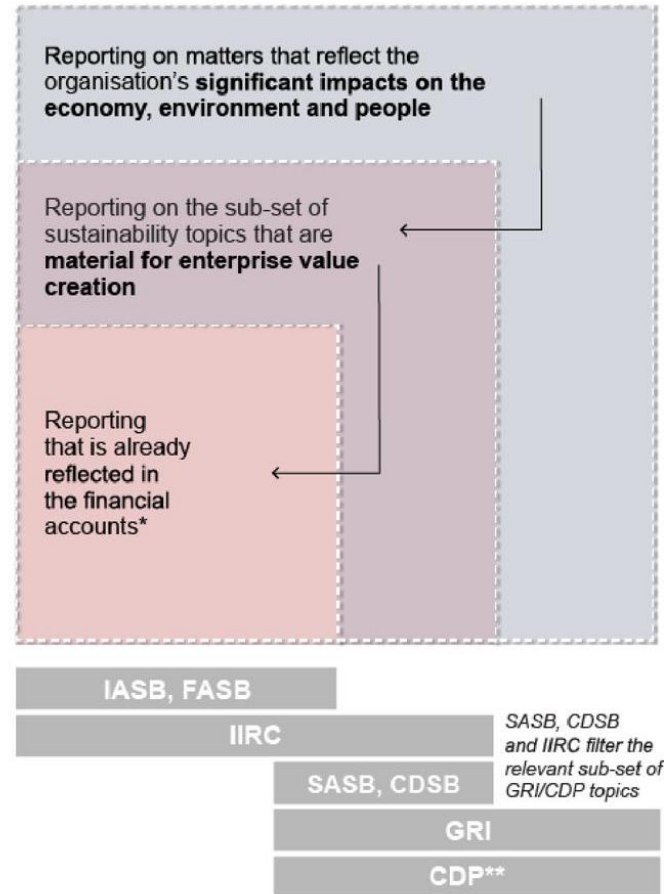 Reporting on matters that reflect the
organisation's significant impacts on the
economy, environment and people
Reporting on the sub-set of
sustainability topics that are
material for enterprise value
creation
Reporting
that is already
reflected in
the financial
accounts*
IASB, FASB
IIRC
SASB, CDSB
GRI
CDP**
SASB, CDSB
and IIRC filter the
relevant sub-set of
GRI/CDP topics